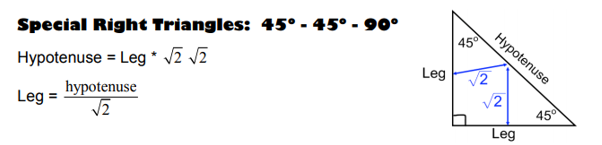 Special Right Triangles: 45° - 45° - 90°
Hypotenuse = Leg * √2 √2
Leg = hypotenuse / √2
45°
Hypotenuse
Leg
√2
√2
45°
Leg